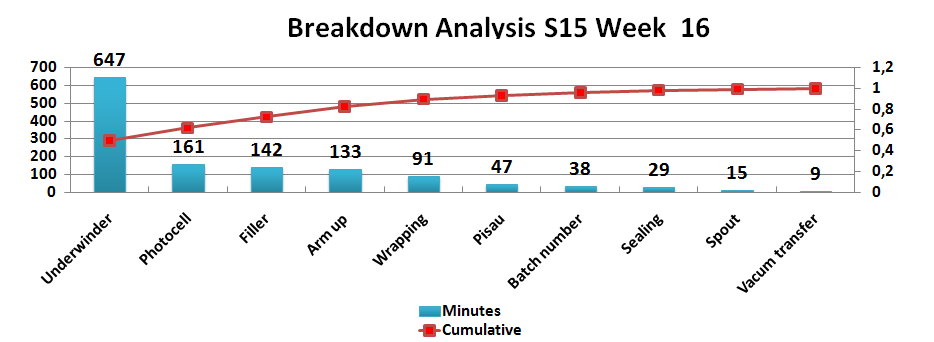 Breakdown Analysis S15 Week  16
700
600
500
400
300
200
100
0
647
161
142
133
91
47
38
29
15
9
1,2
1
0,8
0,6
0,4
0,2
0
Underwinder
Photocell
Filler
Arm up
Wrapping
Pisau
Batch number
Sealing
Spout
Vacum transfer
Minutes
Cumulative